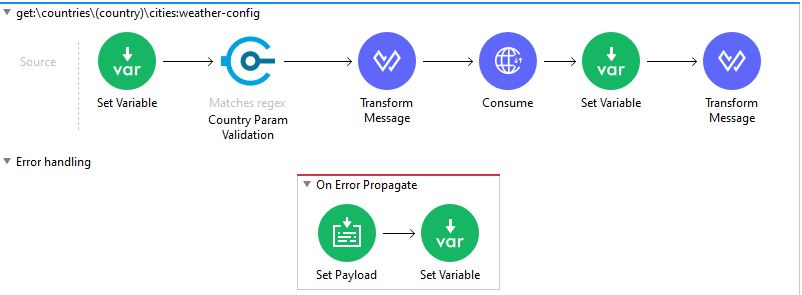 get:\countries\(country)\cities:weather-config
Source
var
Set Variable
Matches regex
Country Param
Validation
Transform
Message
Consume
var
Set Variable
Transform
Message
Error handling
On Error Propagate
Set Payload
var
Set Variable